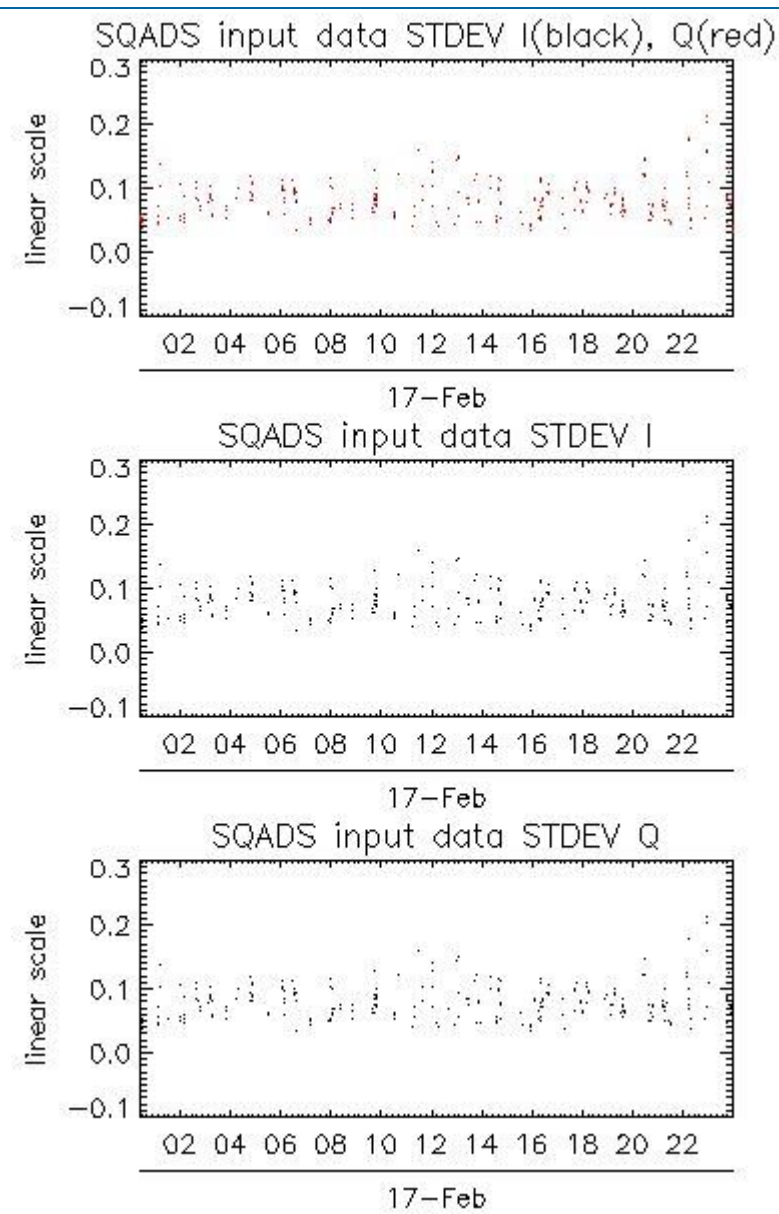 SQADS input data STDEV I(black), Q(red)
0.3
0.2
0.1
0.0
-0.1
linear scale
02 04 06 08 10 12 14 16 18 20 22
17-Feb
SQADS input data STDEV I
0.3
0.2
0.1
0.0
-0.1
linear scale
02 04 06 08 10 12 14 16 18 20 22
17-Feb
SQADS input data STDEV Q
0.3
0.2
0.1
0.0
-0.1
linear scale
02 04 06 08 10 12 14 16 18 20 22
17-Feb